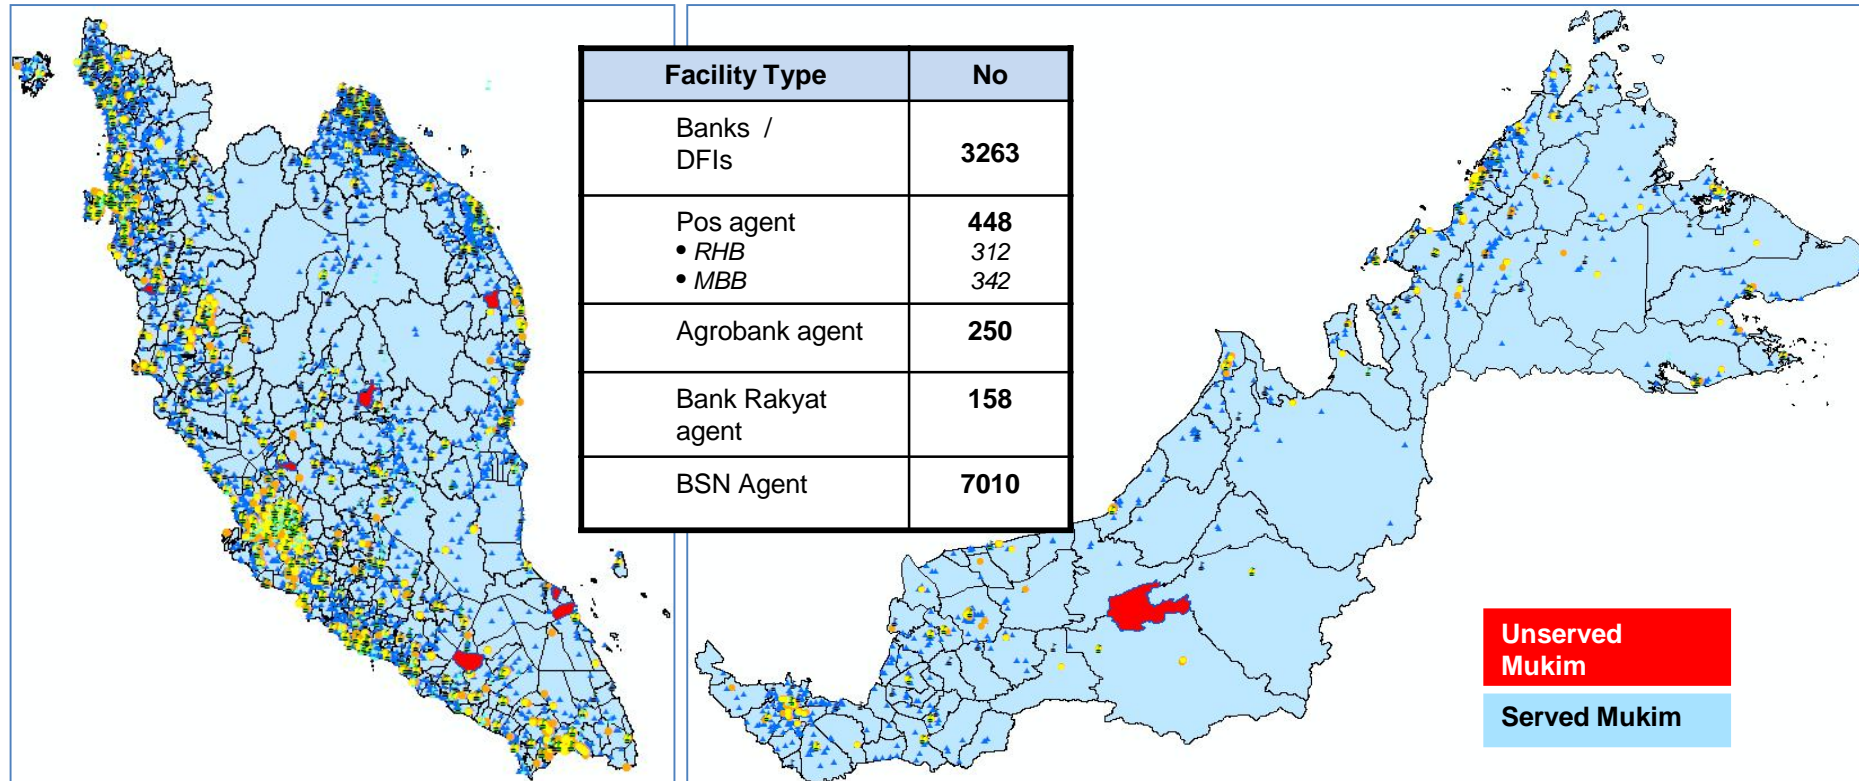 Facility Type No
Banks /
DFIs
3263
Pos agent 448
• RHB 312
• MBB 342
Agrobank agent 250
Bank Rakyat 158
agent
BSN Agent 7010
Unserved
Mukim
Served Mukim